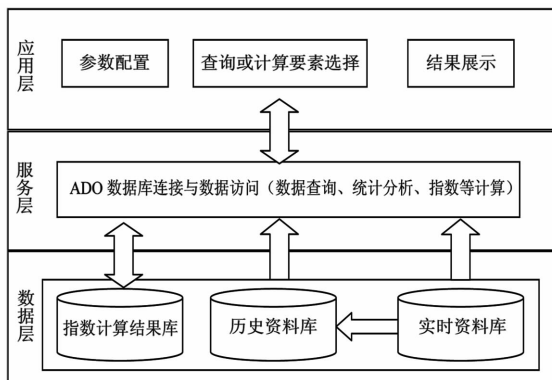 应用层
参数配置
查询或计算要素选择
结果展示
服务层
ADO 数据库连接与数据访问（数据查询、统计分析、指数等计算）
数据层
指数计算结果库
历史资料库
实时资料库